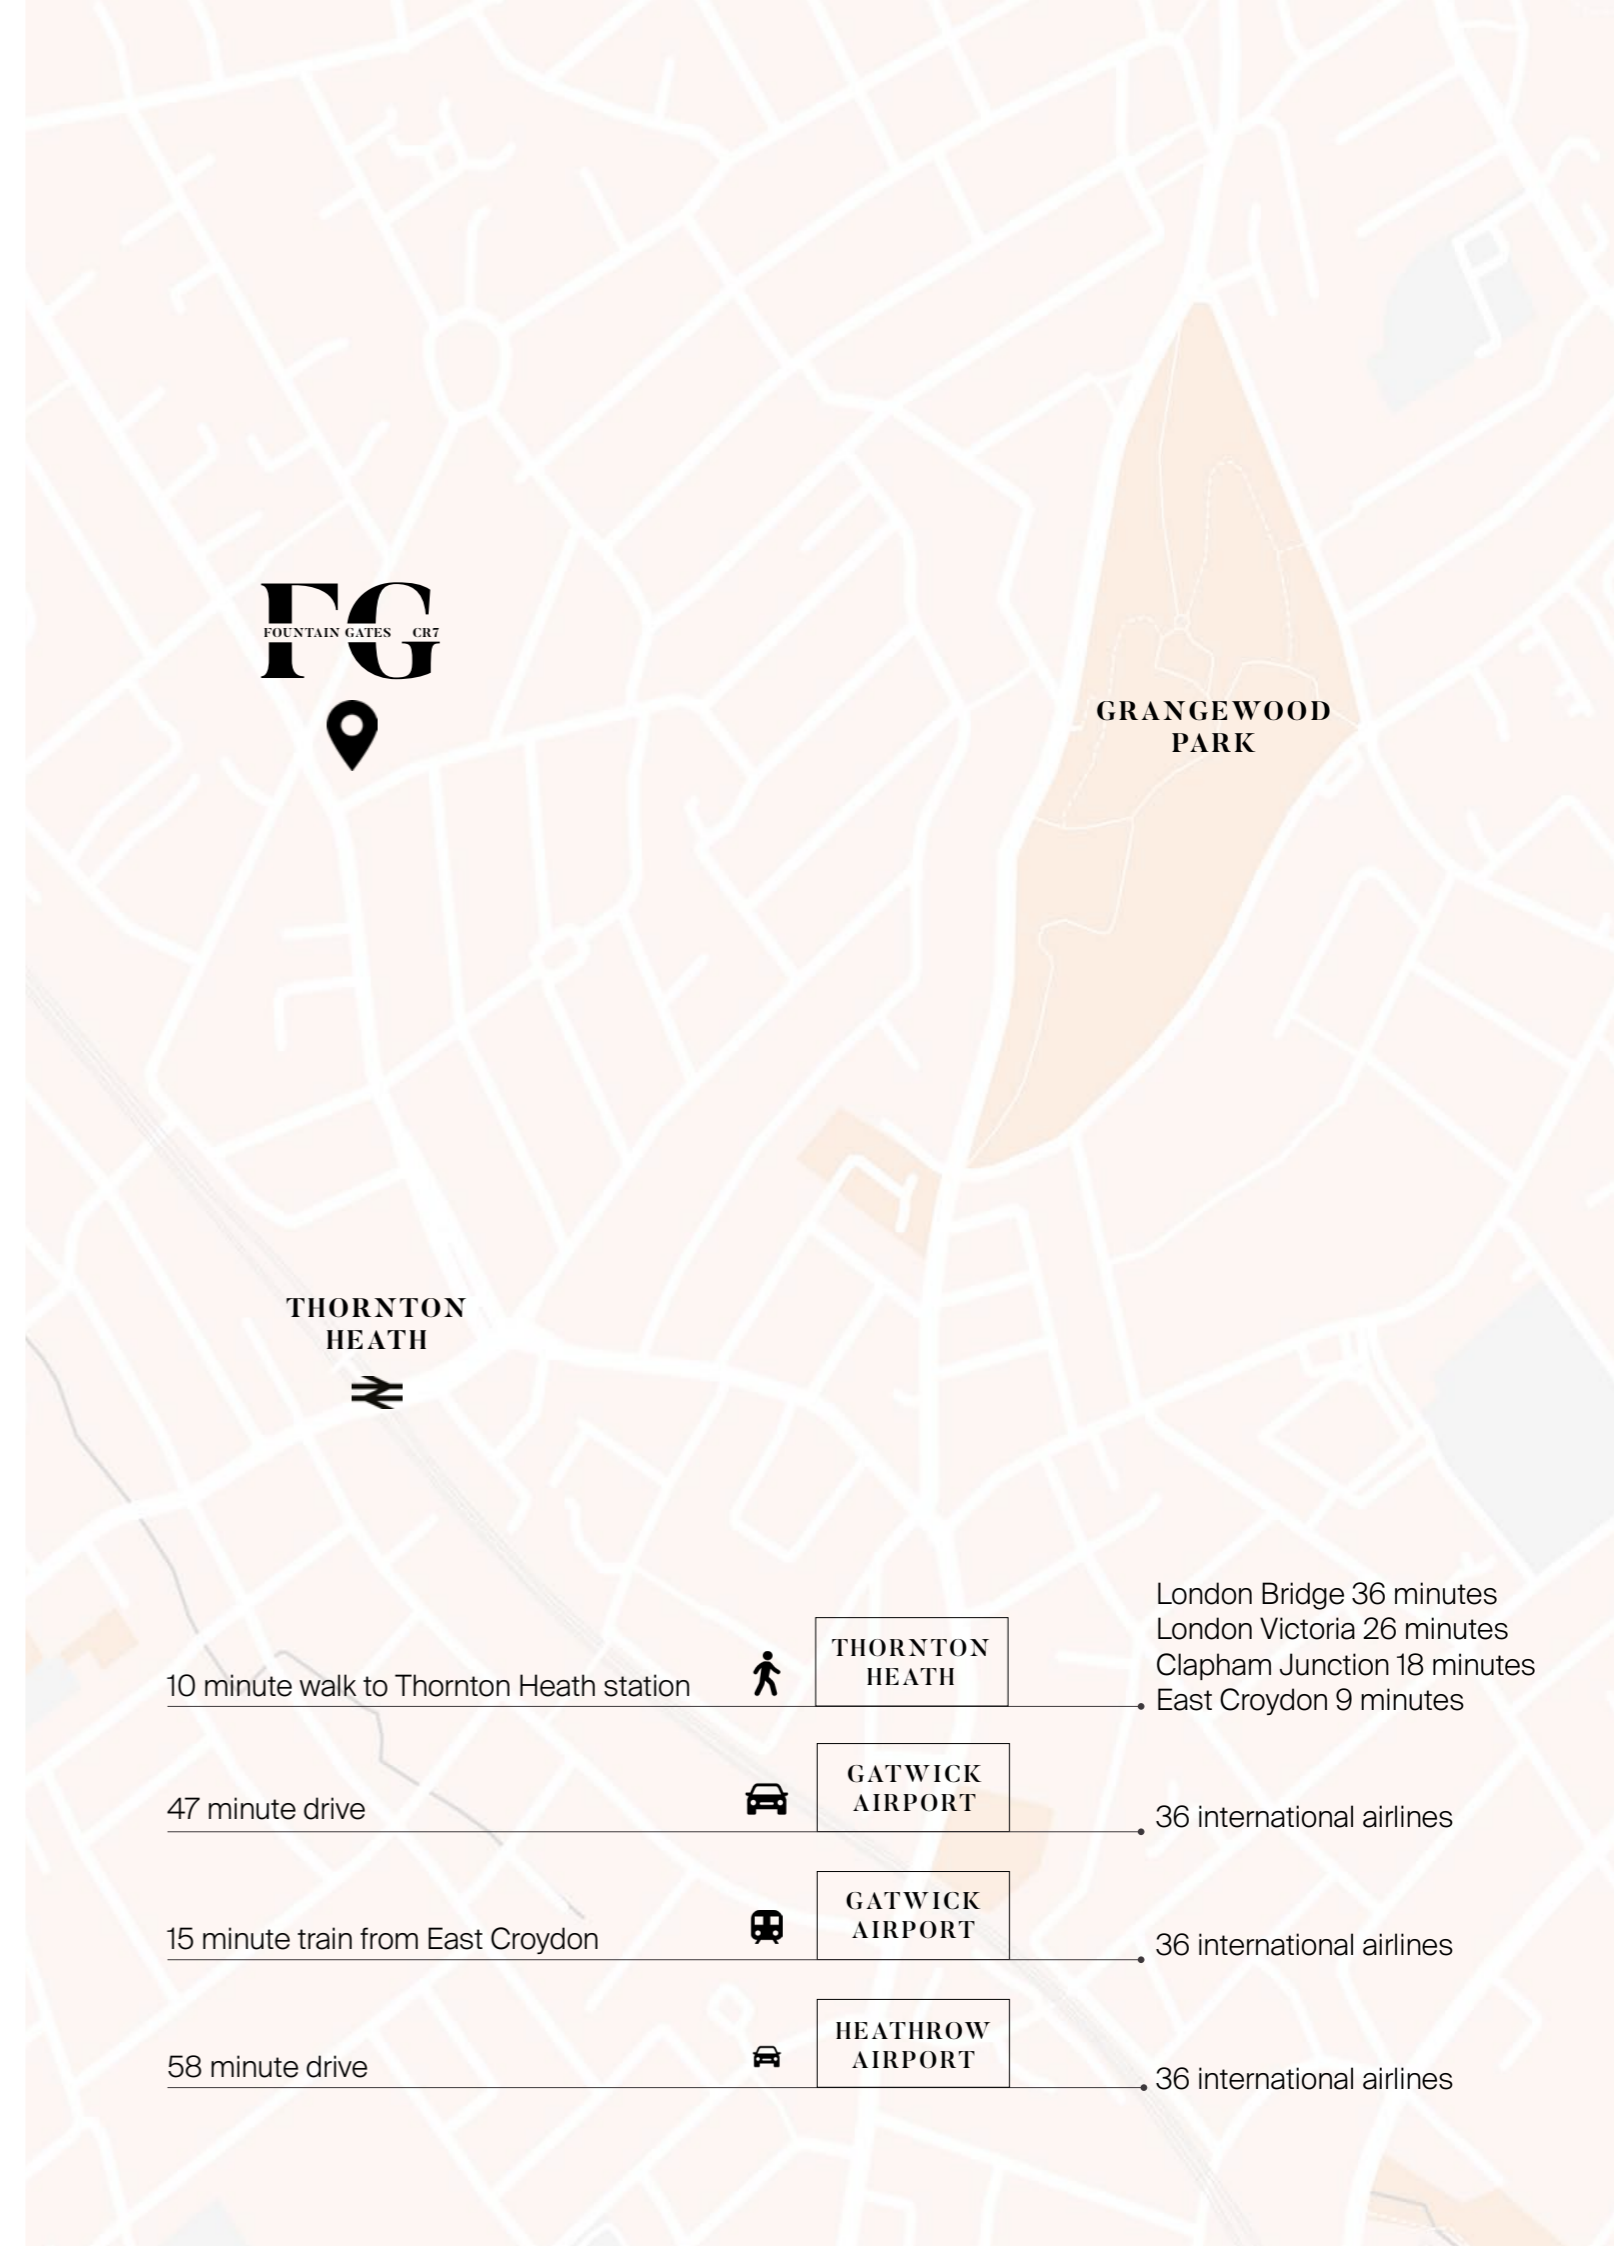 FG
FOUNTAIN GATES CR7
GRANGEWOOD
PARK
THORNTON
HEATH
10 minute walk to Thornton Heath station
THORNTON
HEATH
London Bridge 36 minutes
London Victoria 26 minutes
Clapham Junction 18 minutes
East Croydon 9 minutes
47 minute drive
GATWICK
AIRPORT
36 international airlines
15 minute train from East Croydon
GATWICK
AIRPORT
36 international airlines
58 minute drive
HEATHROW
AIRPORT
36 international airlines